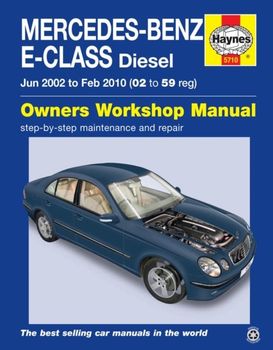 MERCEDES-BENZ
E-CLASS Diesel
Haynes
5710
Jun 2002 to Feb 2010 (02 to 59 reg)
Owners Workshop Manual
step-by-step maintenance and repair
The best selling car manuals in the world